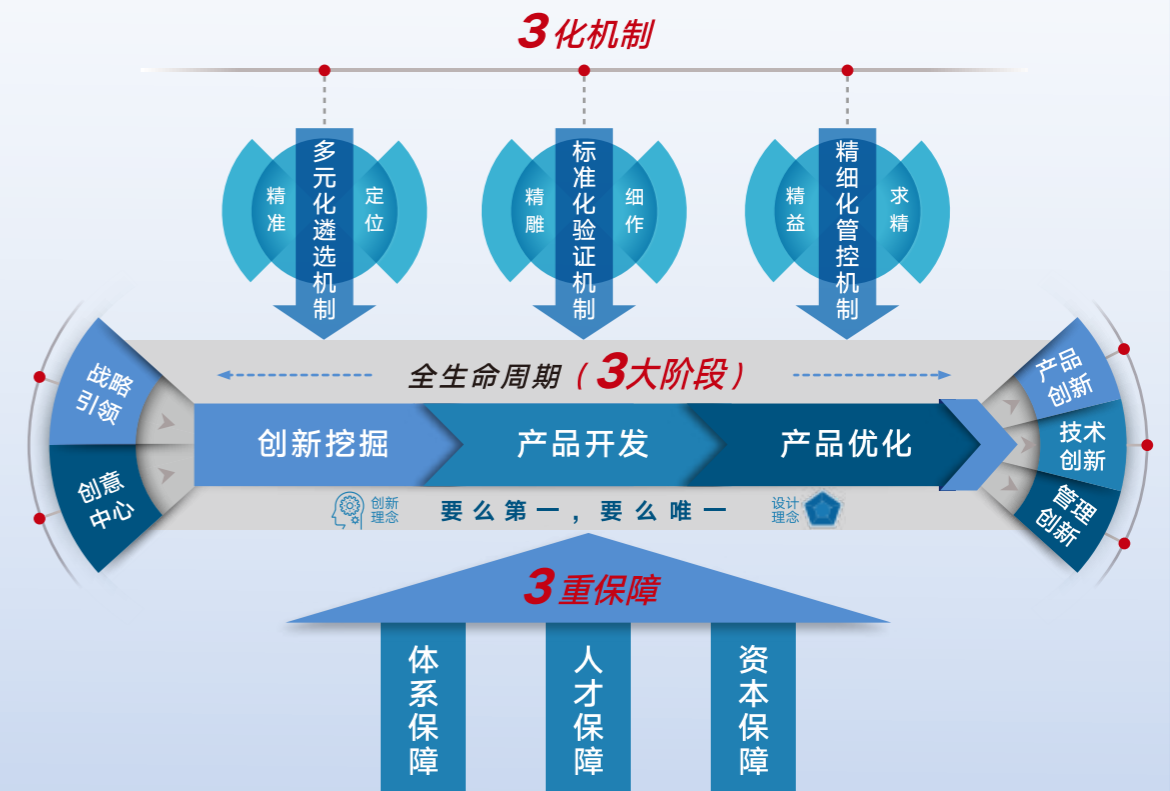 3化机制
精准
多元化遴选机制
定位
精雕
标准化验证机制
细作
精益
精细化管控机制
求精
全生命周期（3大阶段）
战略
引领
创意
中心
创新挖掘
产品开发
产品优化
产品
创新
技术
创新
管理
创新
创新
理念
要么第一，要么唯一
设计
理念
3重保障
体系保障
人才保障
资本保障